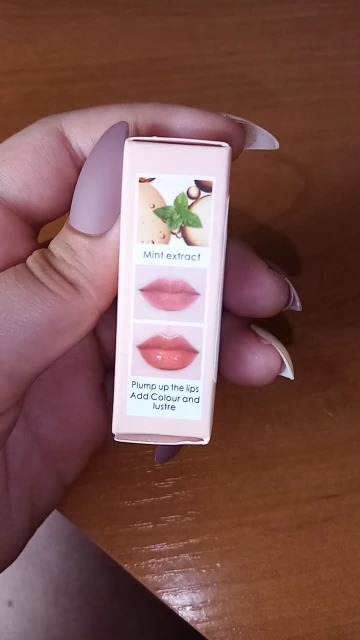 Mint extract
Plump up the lips
Add Colour and
lustre